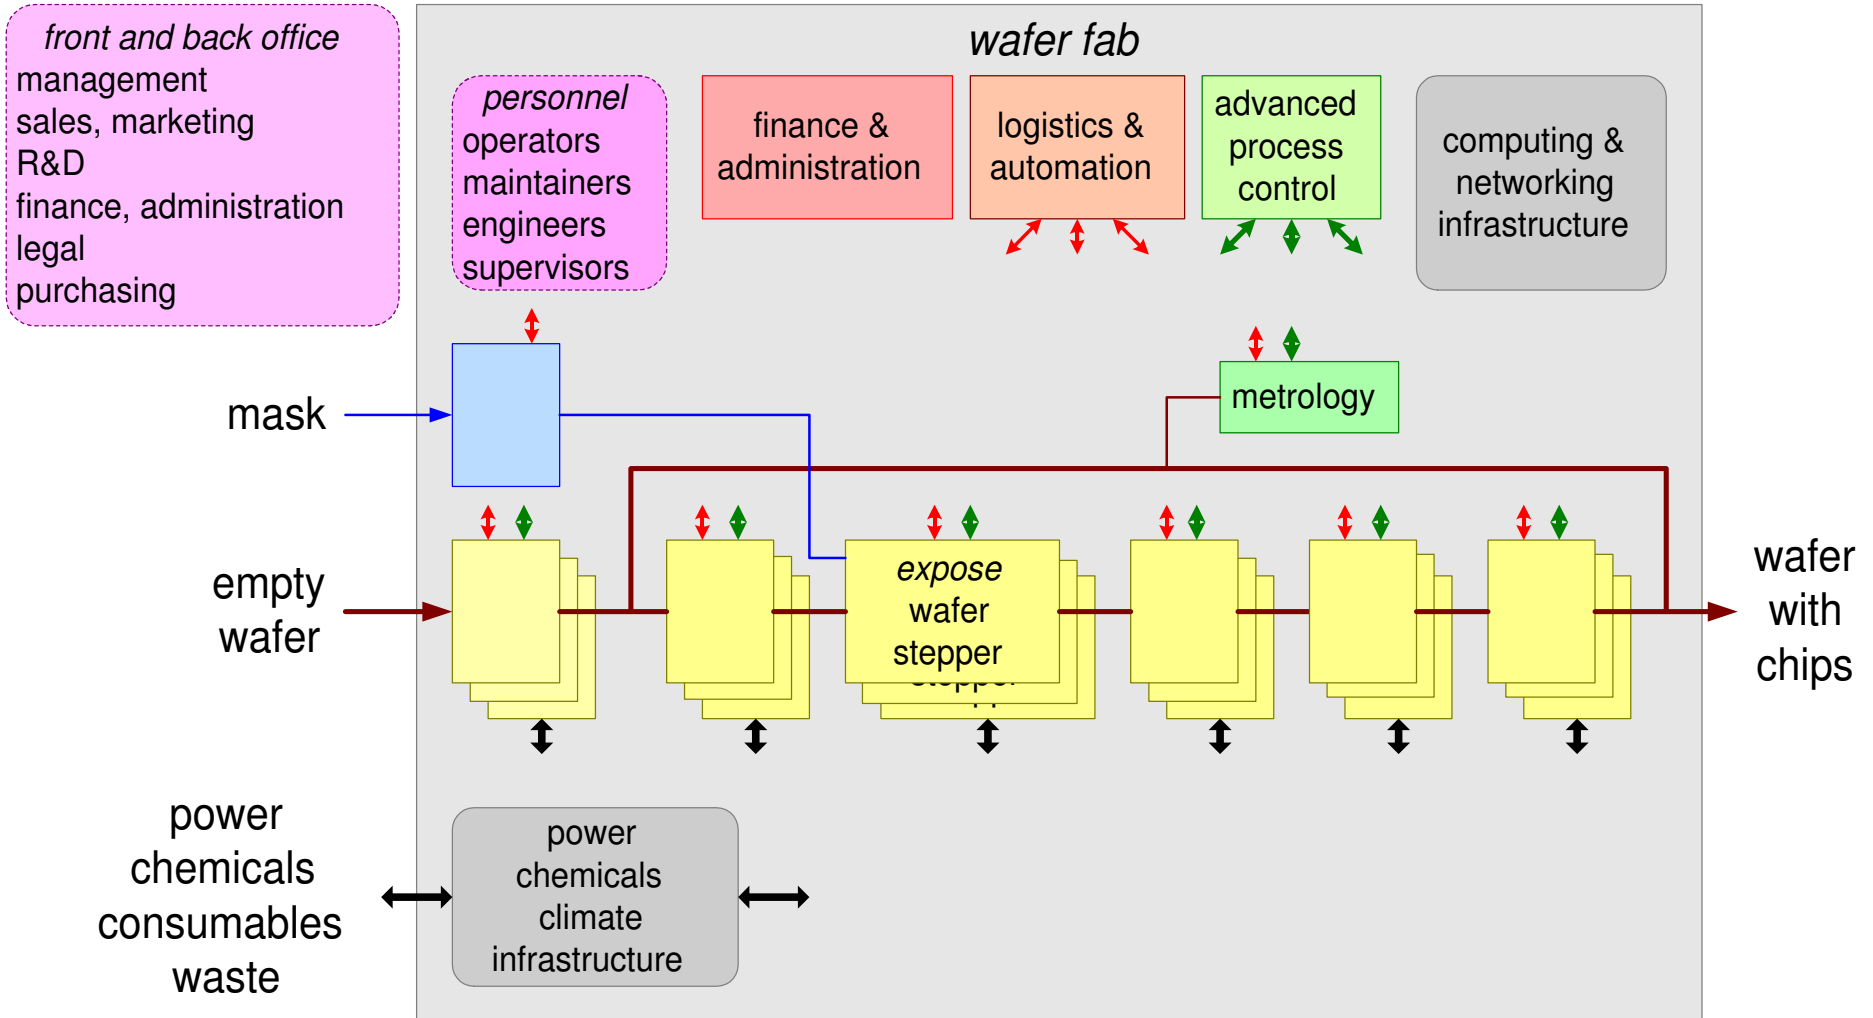 front and back office
management
sales, marketing
R&D
finance, administration
legal
purchasing
wafer fab
personnel
operators
maintainers
engineers
supervisors
finance &
administration
logistics &
automation
advanced
process
control
computing &
networking
infrastructure
mask
metrology
empty
wafer
expose
wafer
stepper
stepper
wafer
with
chips
power
chemicals
consumables
waste
power
chemicals
climate
infrastructure